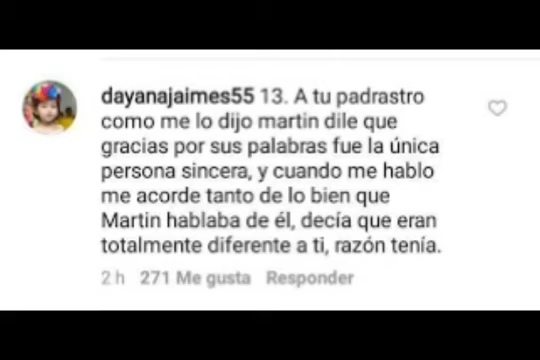 dayanajaimes55 13. A tu padrastro
como me lo dijo martin dile que
gracias por sus palabras fue la única
persona sincera, y cuando me hablo
me acorde tanto de lo bien que
Martin hablaba de él, decía que eran
totalmente diferente a ti, razón tenía.
2 h 271 Me gusta Responder